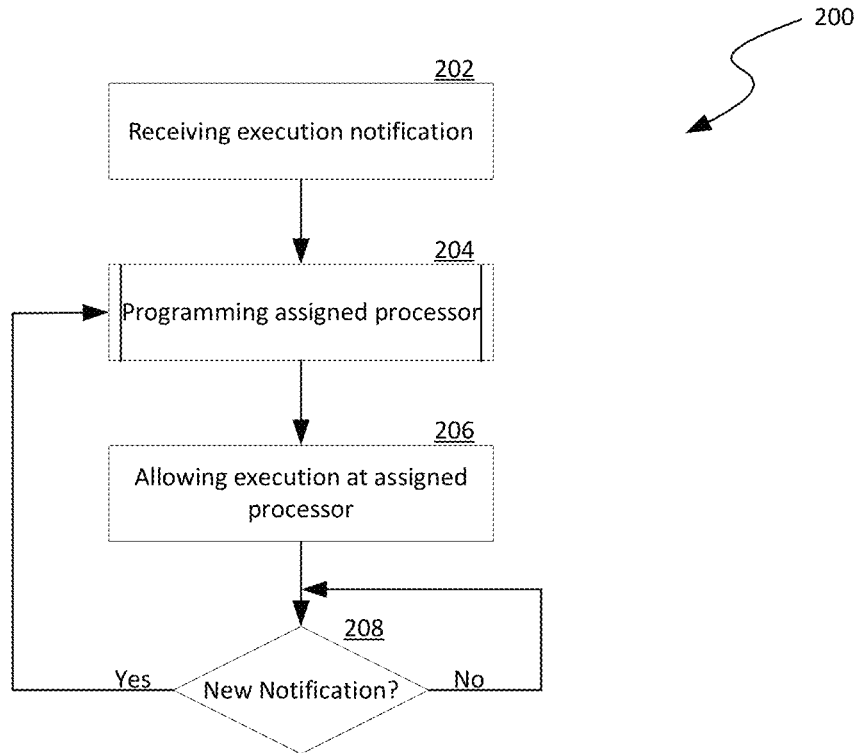 200
202
Receiving execution notification
204
Programming assigned processor
206
Allowing execution at assigned
processor
208
New Notification?
Yes
No